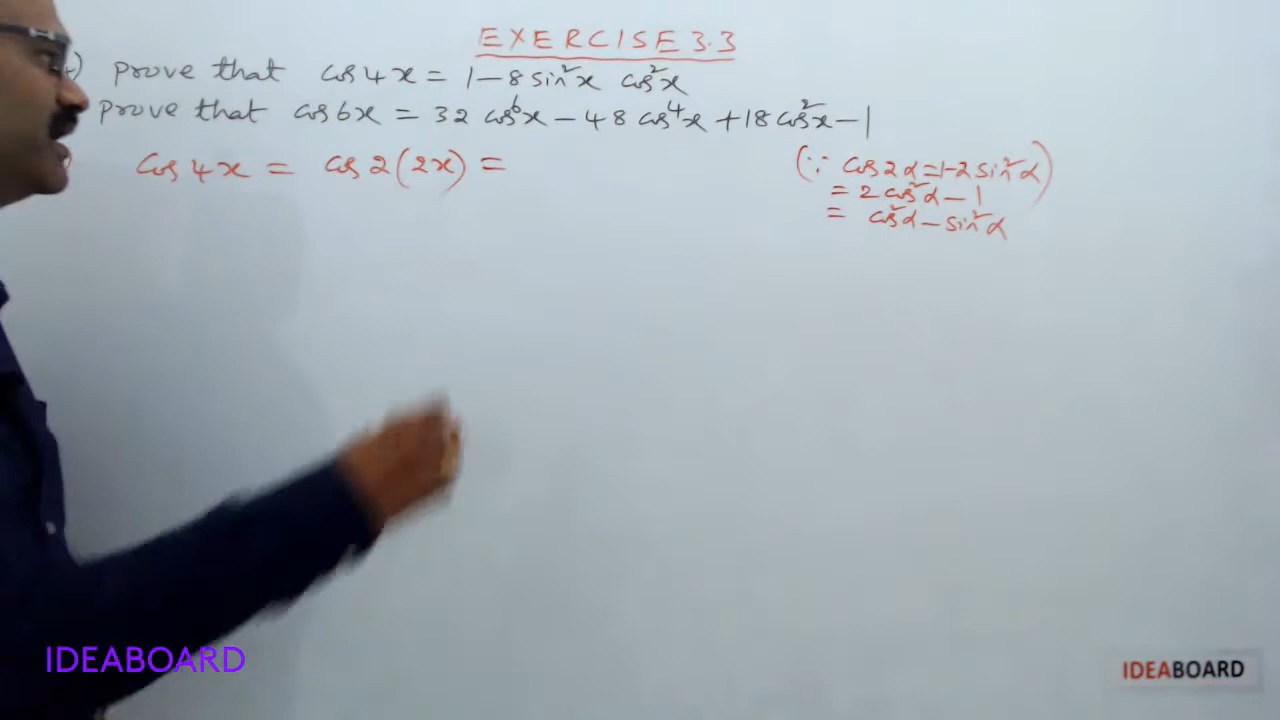 EXERCISE 3.3
) prove that cos 4x = 1 - 8 sin²x cos²x
prove that cos 6x = 32 cos⁶x - 48 cos⁴x + 18 cos²x - 1
cos 4x = cos 2(2x) =
(∵ cos 2α = 1-2 sin²α)
= 2 cos²α - 1
= cos²α - sin²α
IDEABOARD
IDEABOARD